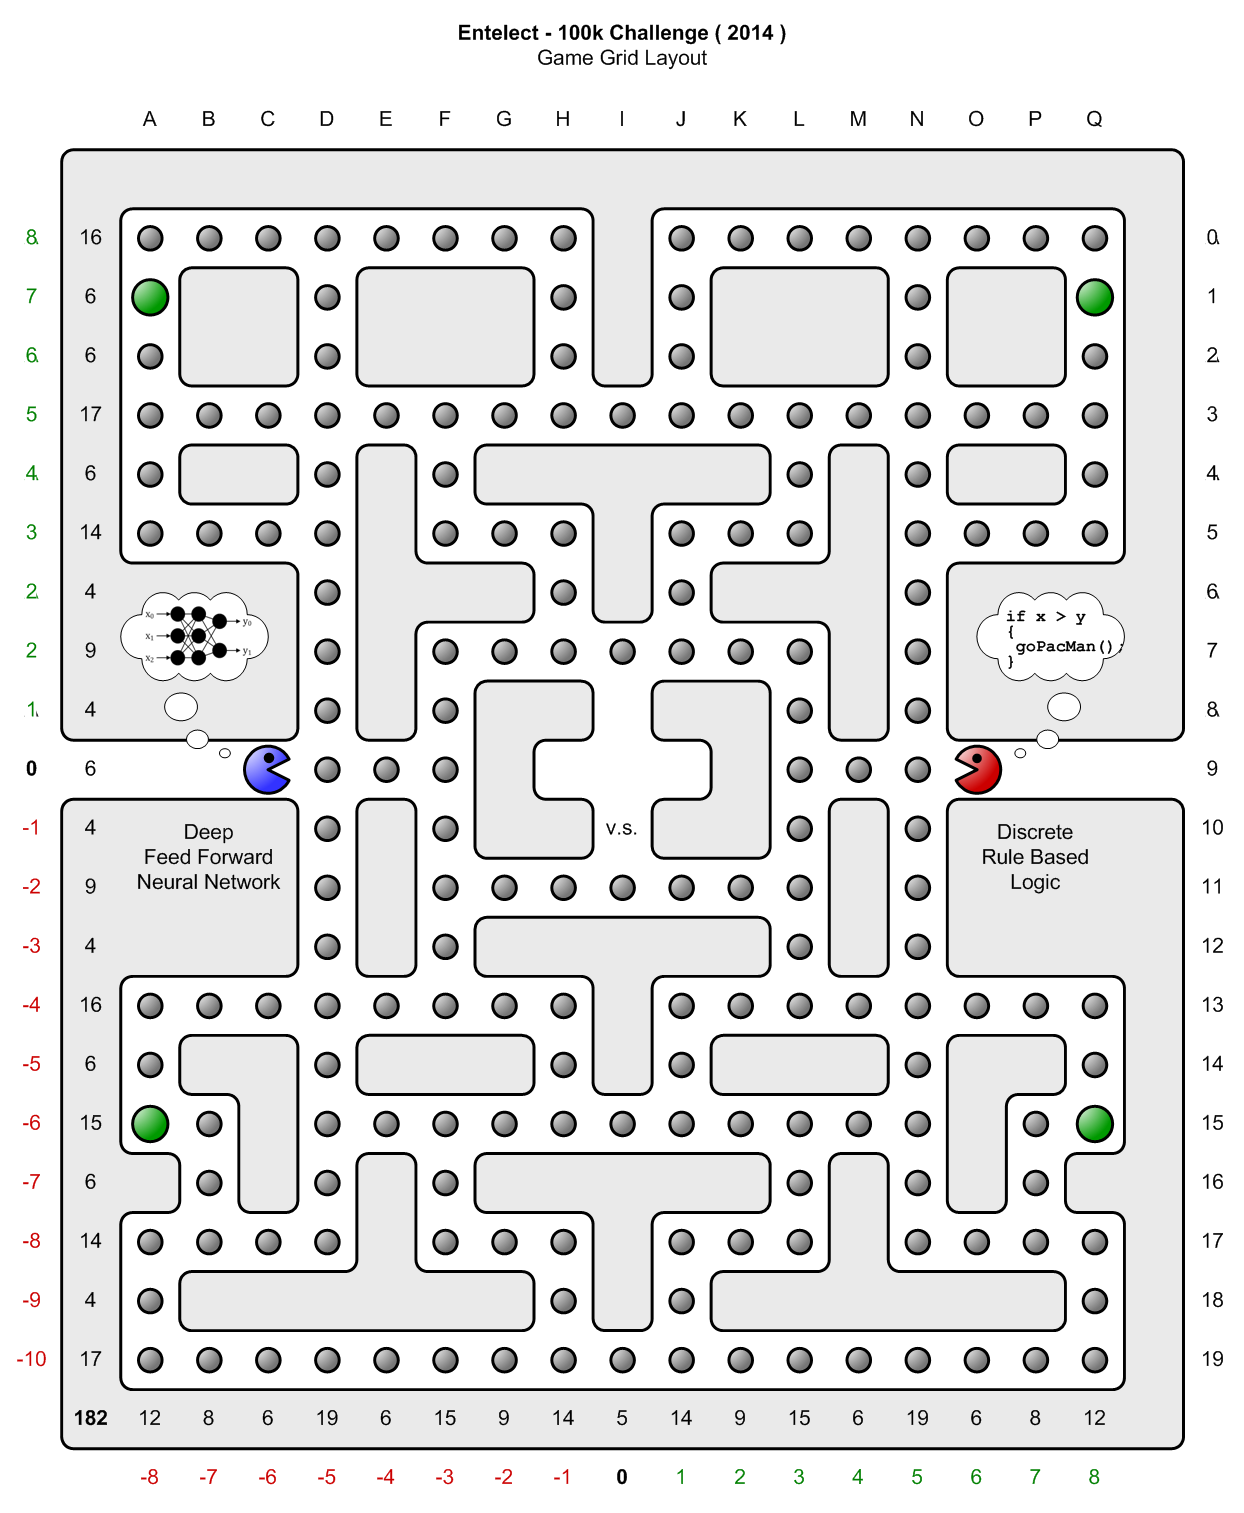 Entelect - 100k Challenge ( 2014 )
Game Grid Layout
A B C D E F G H I J K L M N O P Q
8 16 0
7 6 1
6 6 2
5 17 3
4 6 4
3 14 5
2 4 6
x0 y0
x1
x2 y1
if x > y
{
goPacMan();
}
2 9 7
1 4 8
0 6 9
-1 4 v.s. 10
Deep
Feed Forward
Neural Network
Discrete
Rule Based
Logic
-2 9 11
-3 4 12
-4 16 13
-5 6 14
-6 15 15
-7 6 16
-8 14 17
-9 4 18
-10 17 19
182 12 8 6 19 6 15 9 14 5 14 9 15 6 19 6 8 12
-8 -7 -6 -5 -4 -3 -2 -1 0 1 2 3 4 5 6 7 8